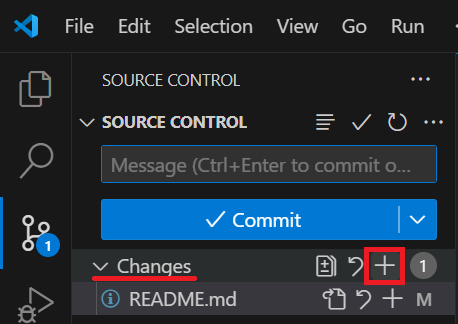 File Edit Selection View Go Run
SOURCE CONTROL
SOURCE CONTROL
Message (Ctrl+Enter to commit o...
Commit
Changes 1
README.md M
1